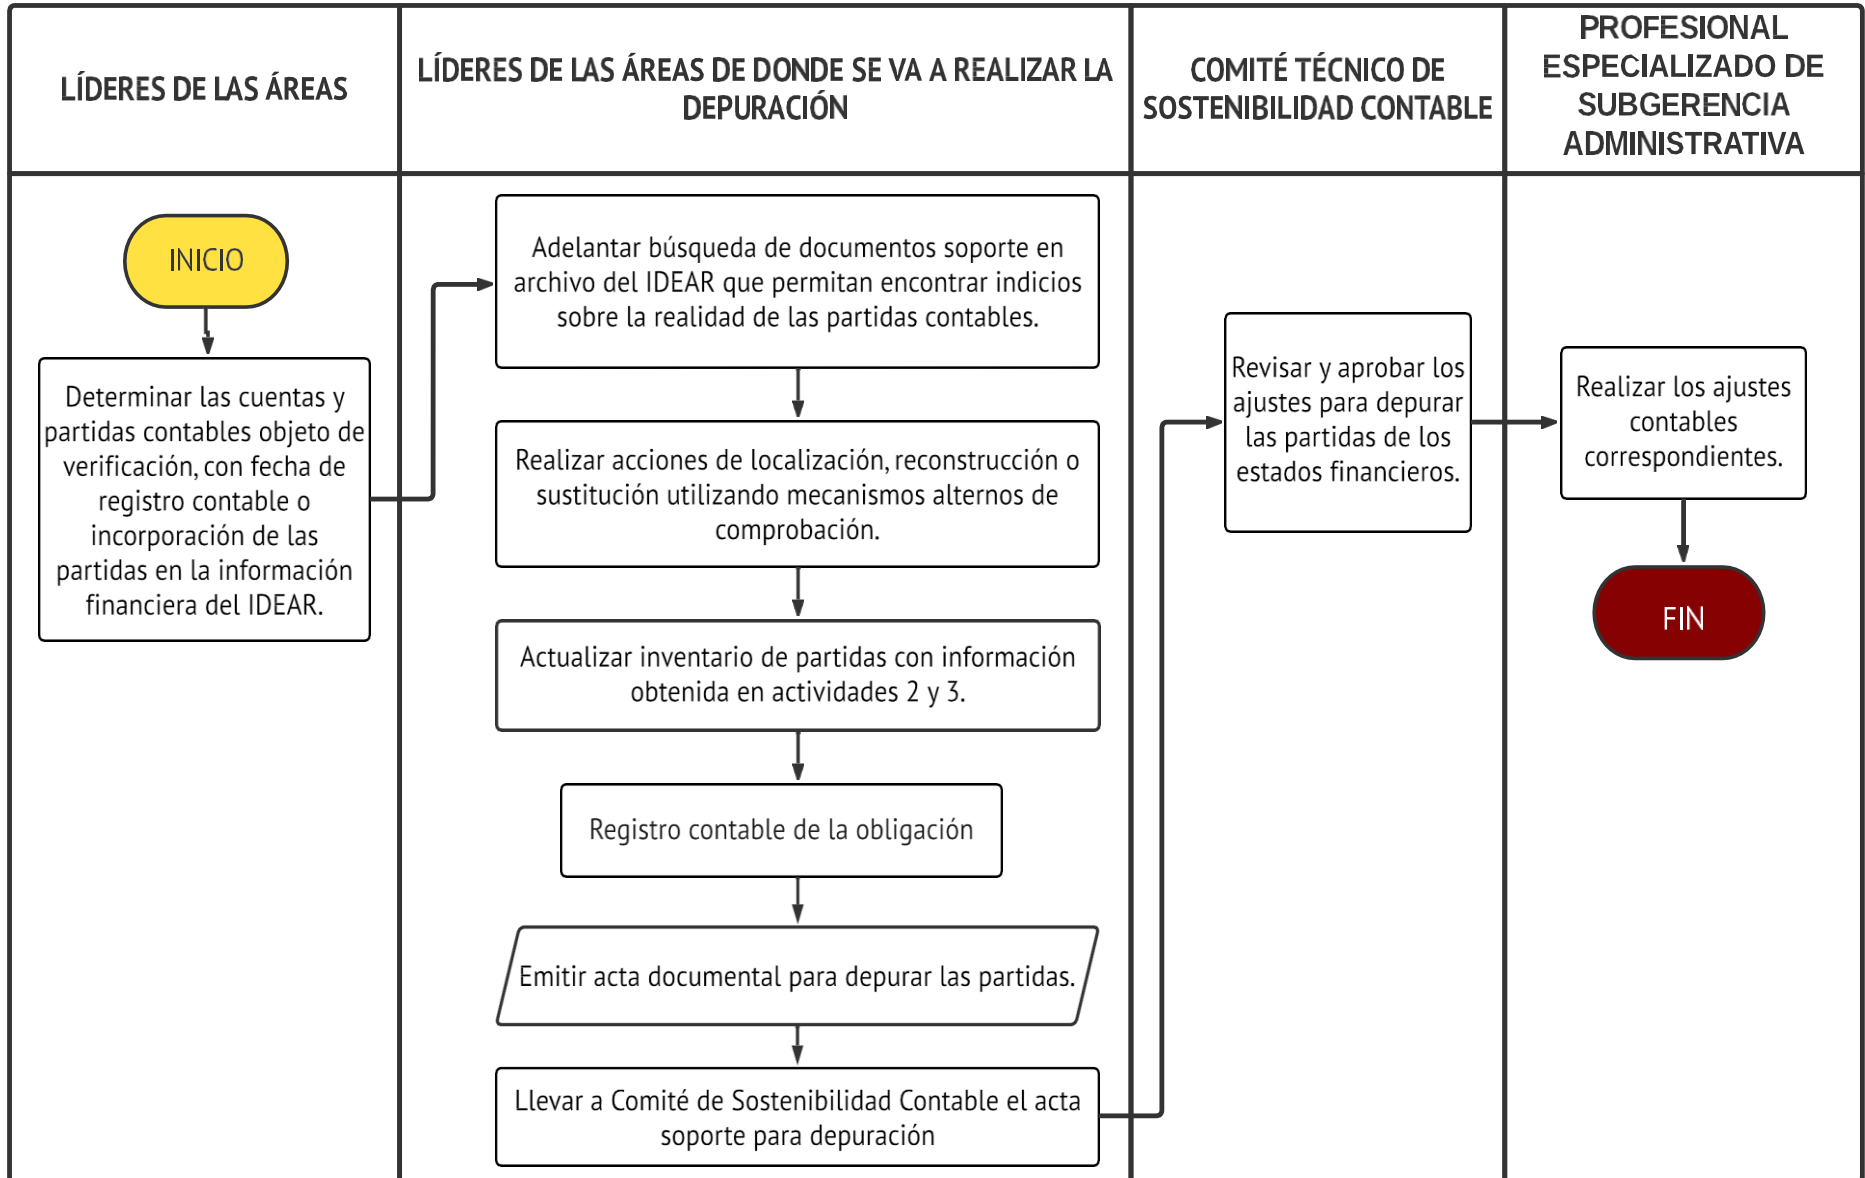 LÍDERES DE LAS ÁREAS
LÍDERES DE LAS ÁREAS DE DONDE SE VA A REALIZAR LA
DEPURACIÓN
COMITÉ TÉCNICO DE
SOSTENIBILIDAD CONTABLE
PROFESIONAL
ESPECIALIZADO DE
SUBGERENCIA
ADMINISTRATIVA
INICIO
Determinar las cuentas y
partidas contables objeto de
verificación, con fecha de
registro contable o
incorporación de las
partidas en la información
financiera del IDEAR.
Adelantar búsqueda de documentos soporte en
archivo del IDEAR que permitan encontrar indicios
sobre la realidad de las partidas contables.
Realizar acciones de localización, reconstrucción o
sustitución utilizando mecanismos alternos de
comprobación.
Actualizar inventario de partidas con información
obtenida en actividades 2 y 3.
Registro contable de la obligación
Emitir acta documental para depurar las partidas.
Llevar a Comité de Sostenibilidad Contable el acta
soporte para depuración
Revisar y aprobar los
ajustes para depurar
las partidas de los
estados financieros.
Realizar los ajustes
contables
correspondientes.
FIN